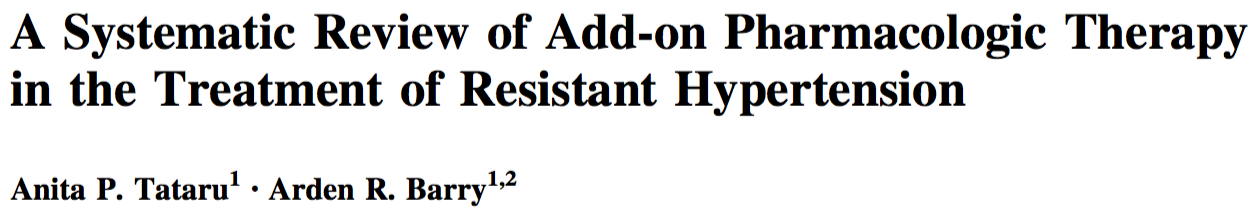 A Systematic Review of Add-on Pharmacologic Therapy
in the Treatment of Resistant Hypertension
Anita P. Tataru¹ · Arden R. Barry¹,²